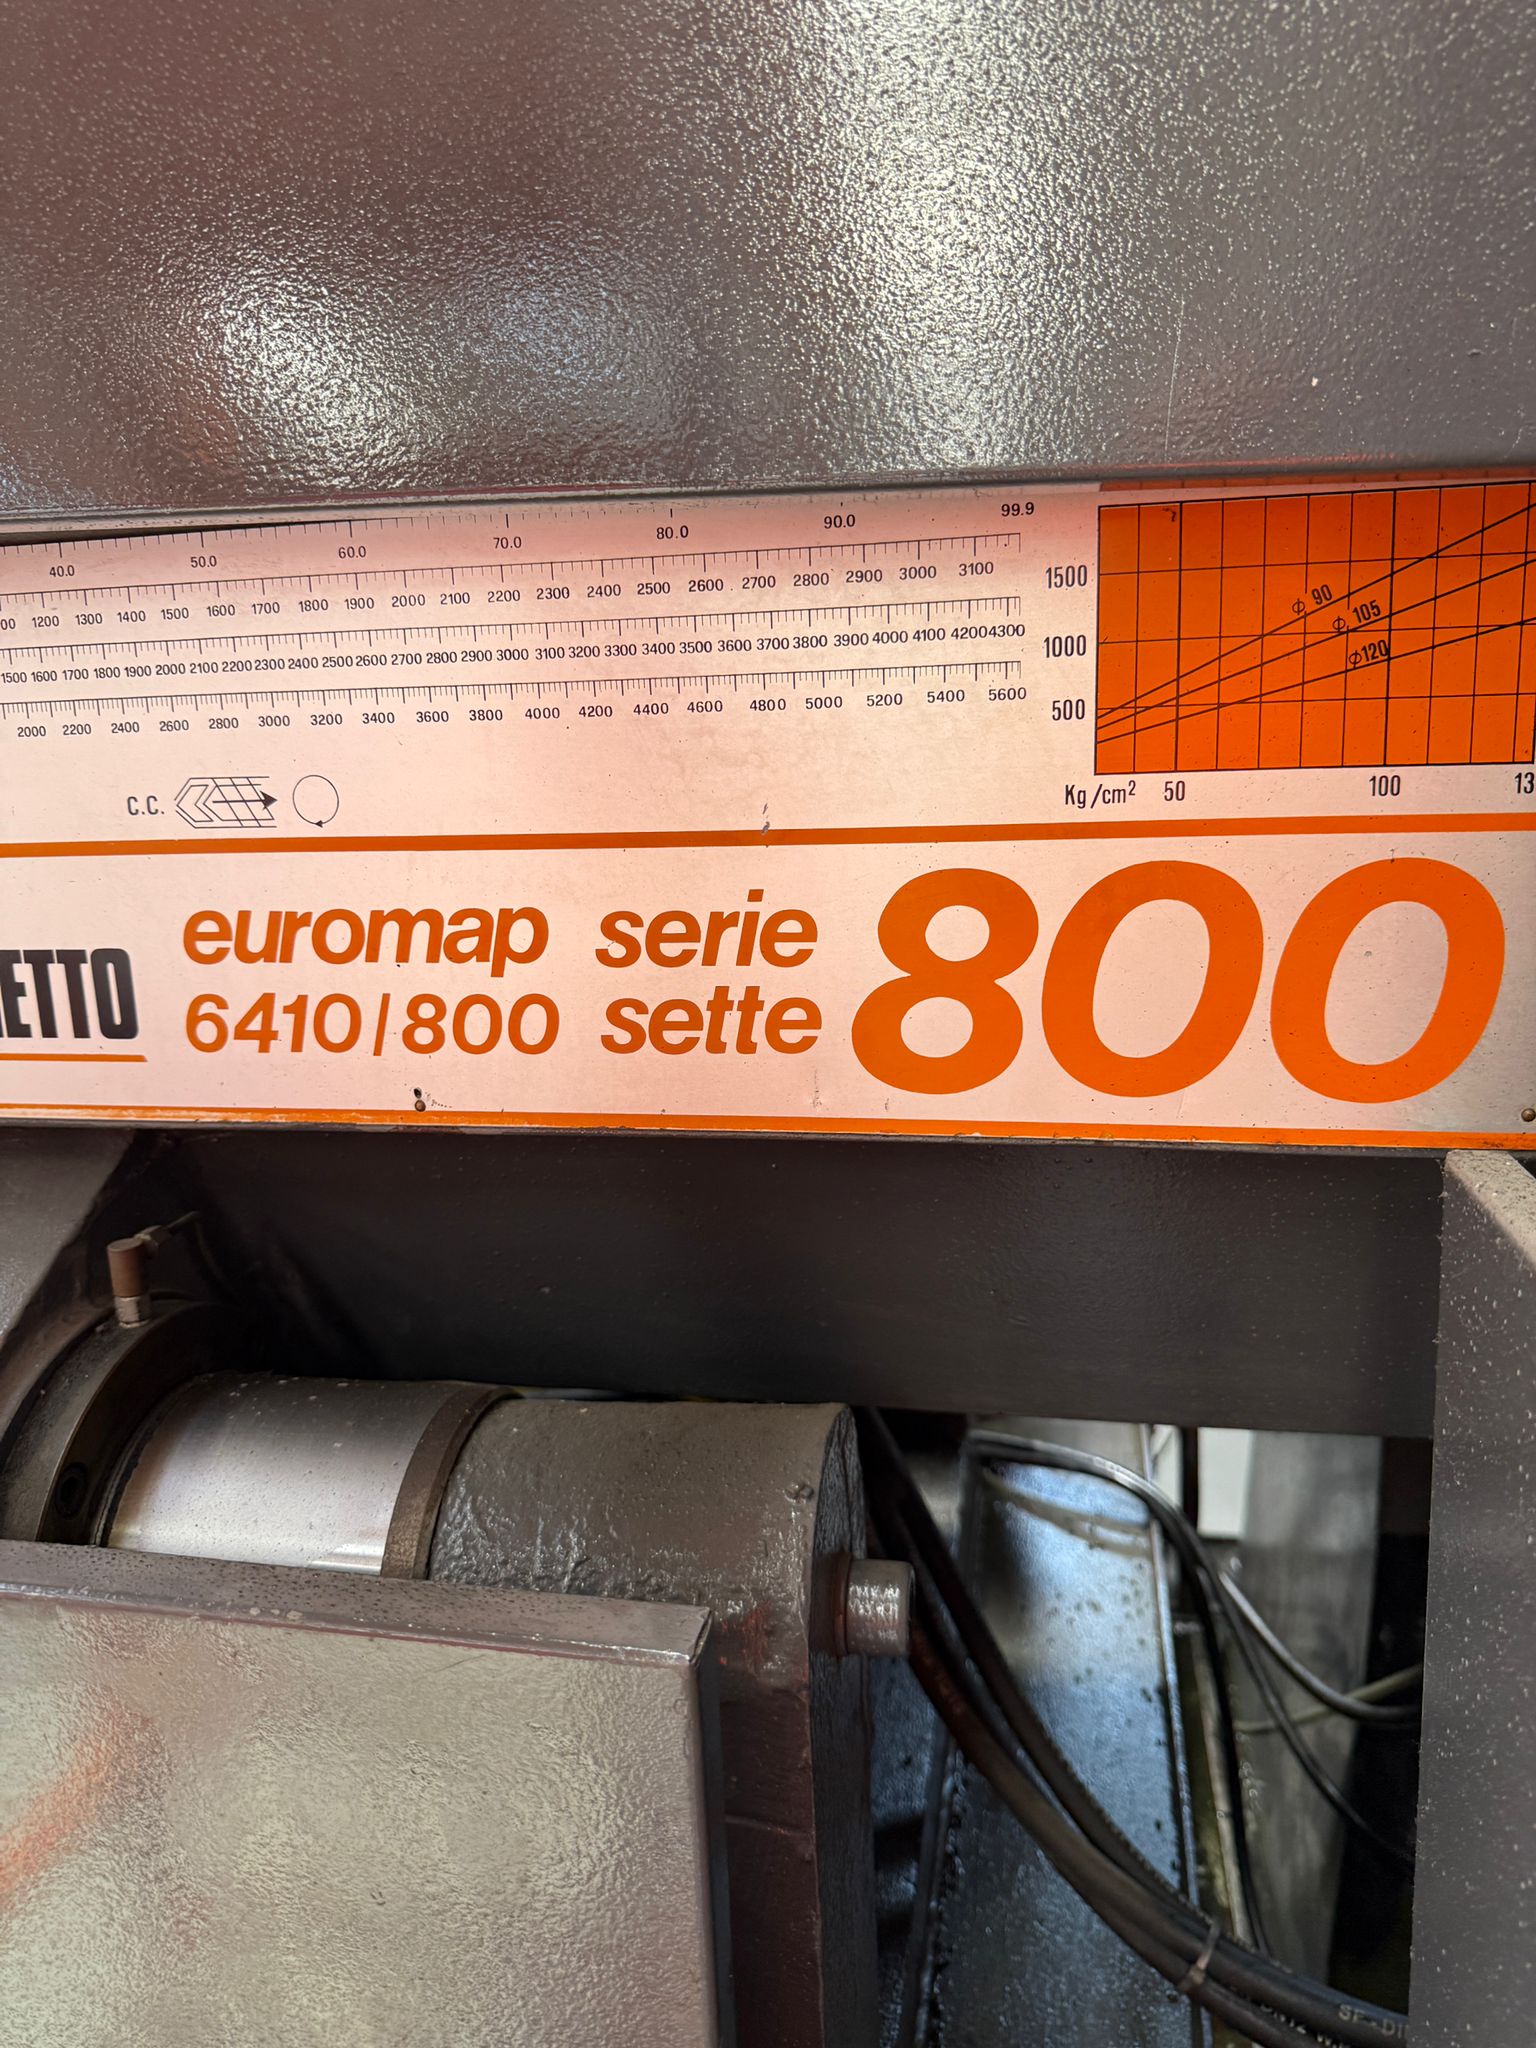 40.0 50.0 60.0 70.0 80.0 90.0 99.9
1200 1300 1400 1500 1600 1700 1800 1900 2000 2100 2200 2300 2400 2500 2600 2700 2800 2900 3000 3100
1500 1600 1700 1800 1900 2000 2100 2200 2300 2400 2500 2600 2700 2800 2900 3000 3100 3200 3300 3400 3500 3600 3700 3800 3900 4000 4100 4200 4300
2000 2200 2400 2600 2800 3000 3200 3400 3600 3800 4000 4200 4400 4600 4800 5000 5200 5400 5600
C.C.
1500
1000
500
φ 90
φ 105
φ120
Kg/cm² 50 100 13
ETTO
euromap serie 800
6410/800 sette